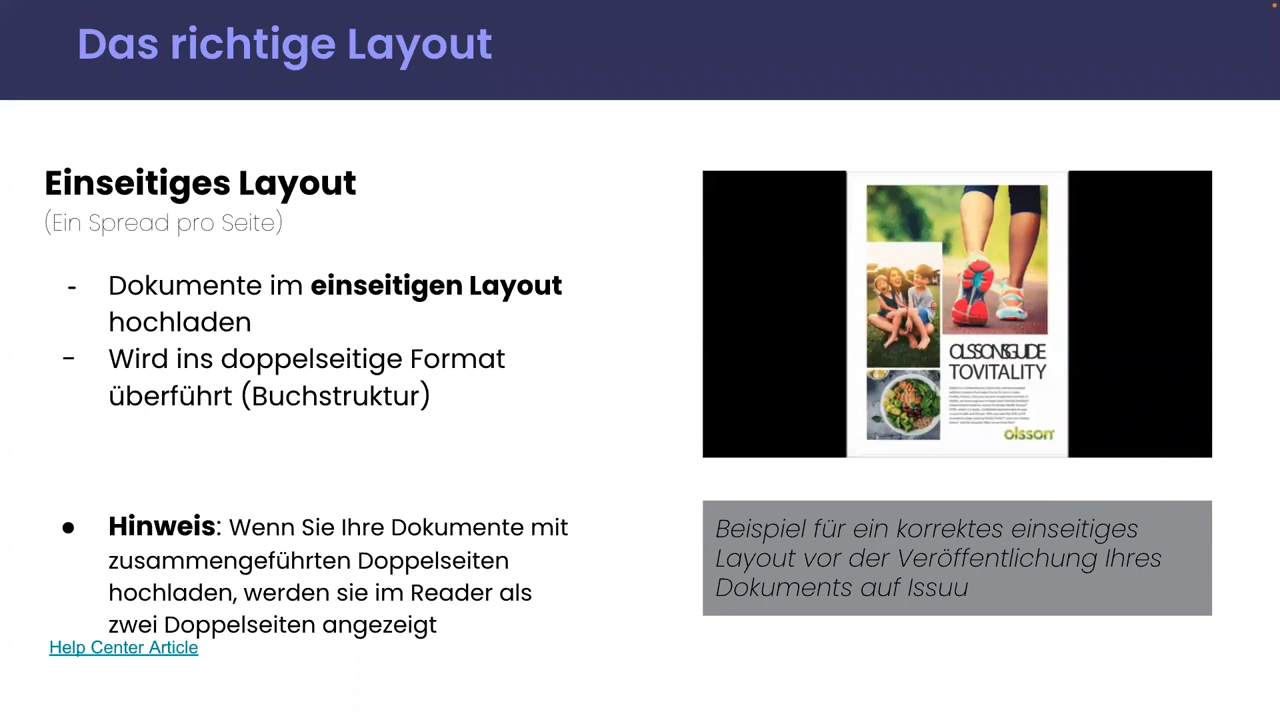 Das richtige Layout
Einseitiges Layout
(Ein Spread pro Seite)
- Dokumente im einseitigen Layout
hochladen
- Wird ins doppelseitige Format
überführt (Buchstruktur)
● Hinweis: Wenn Sie Ihre Dokumente mit
zusammengeführten Doppelseiten
hochladen, werden sie im Reader als
zwei Doppelseiten angezeigt
Help Center Article
OLSSONSGUIDE
TOVITALITY
olsson
Beispiel für ein korrektes einseitiges
Layout vor der Veröffentlichung Ihres
Dokuments auf Issuu